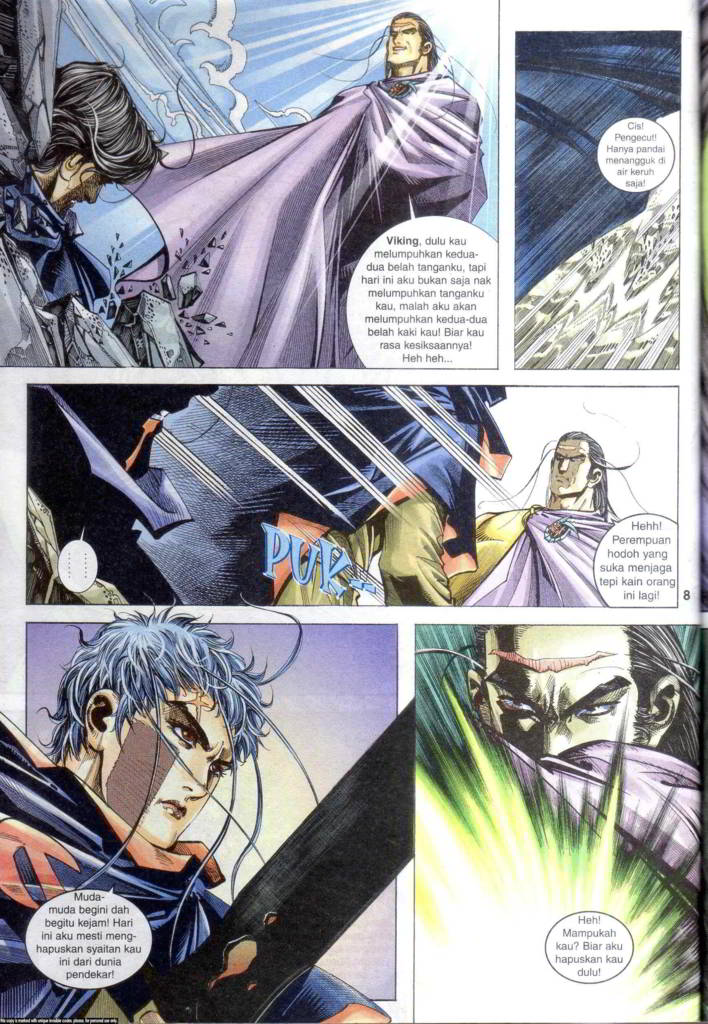 Viking, dulu kau
melumpuhkan kedua-
dua belah tanganku, tapi
hari ini aku bukan saja nak
melumpuhkan tanganku
kau, malah aku akan
melumpuhkan kedua-dua
belah kaki kau! Biar kau
rasa kesiksaannya!
Heh heh...
Cis!
Pengecut!
Hanya pandai
menangguk di
air keruh
saja!
......
PUK...
Hehh!
Perempuan
hodoh yang
suka menjaga
tepi kain orang
ini lagi!
8
Muda-
muda begini dah
begitu kejam! Hari
ini aku mesti meng-
hapuskan syaitan kau
ini dari dunia
pendekar!
Heh!
Mampukah
kau? Biar aku
hapuskan kau
dulu!